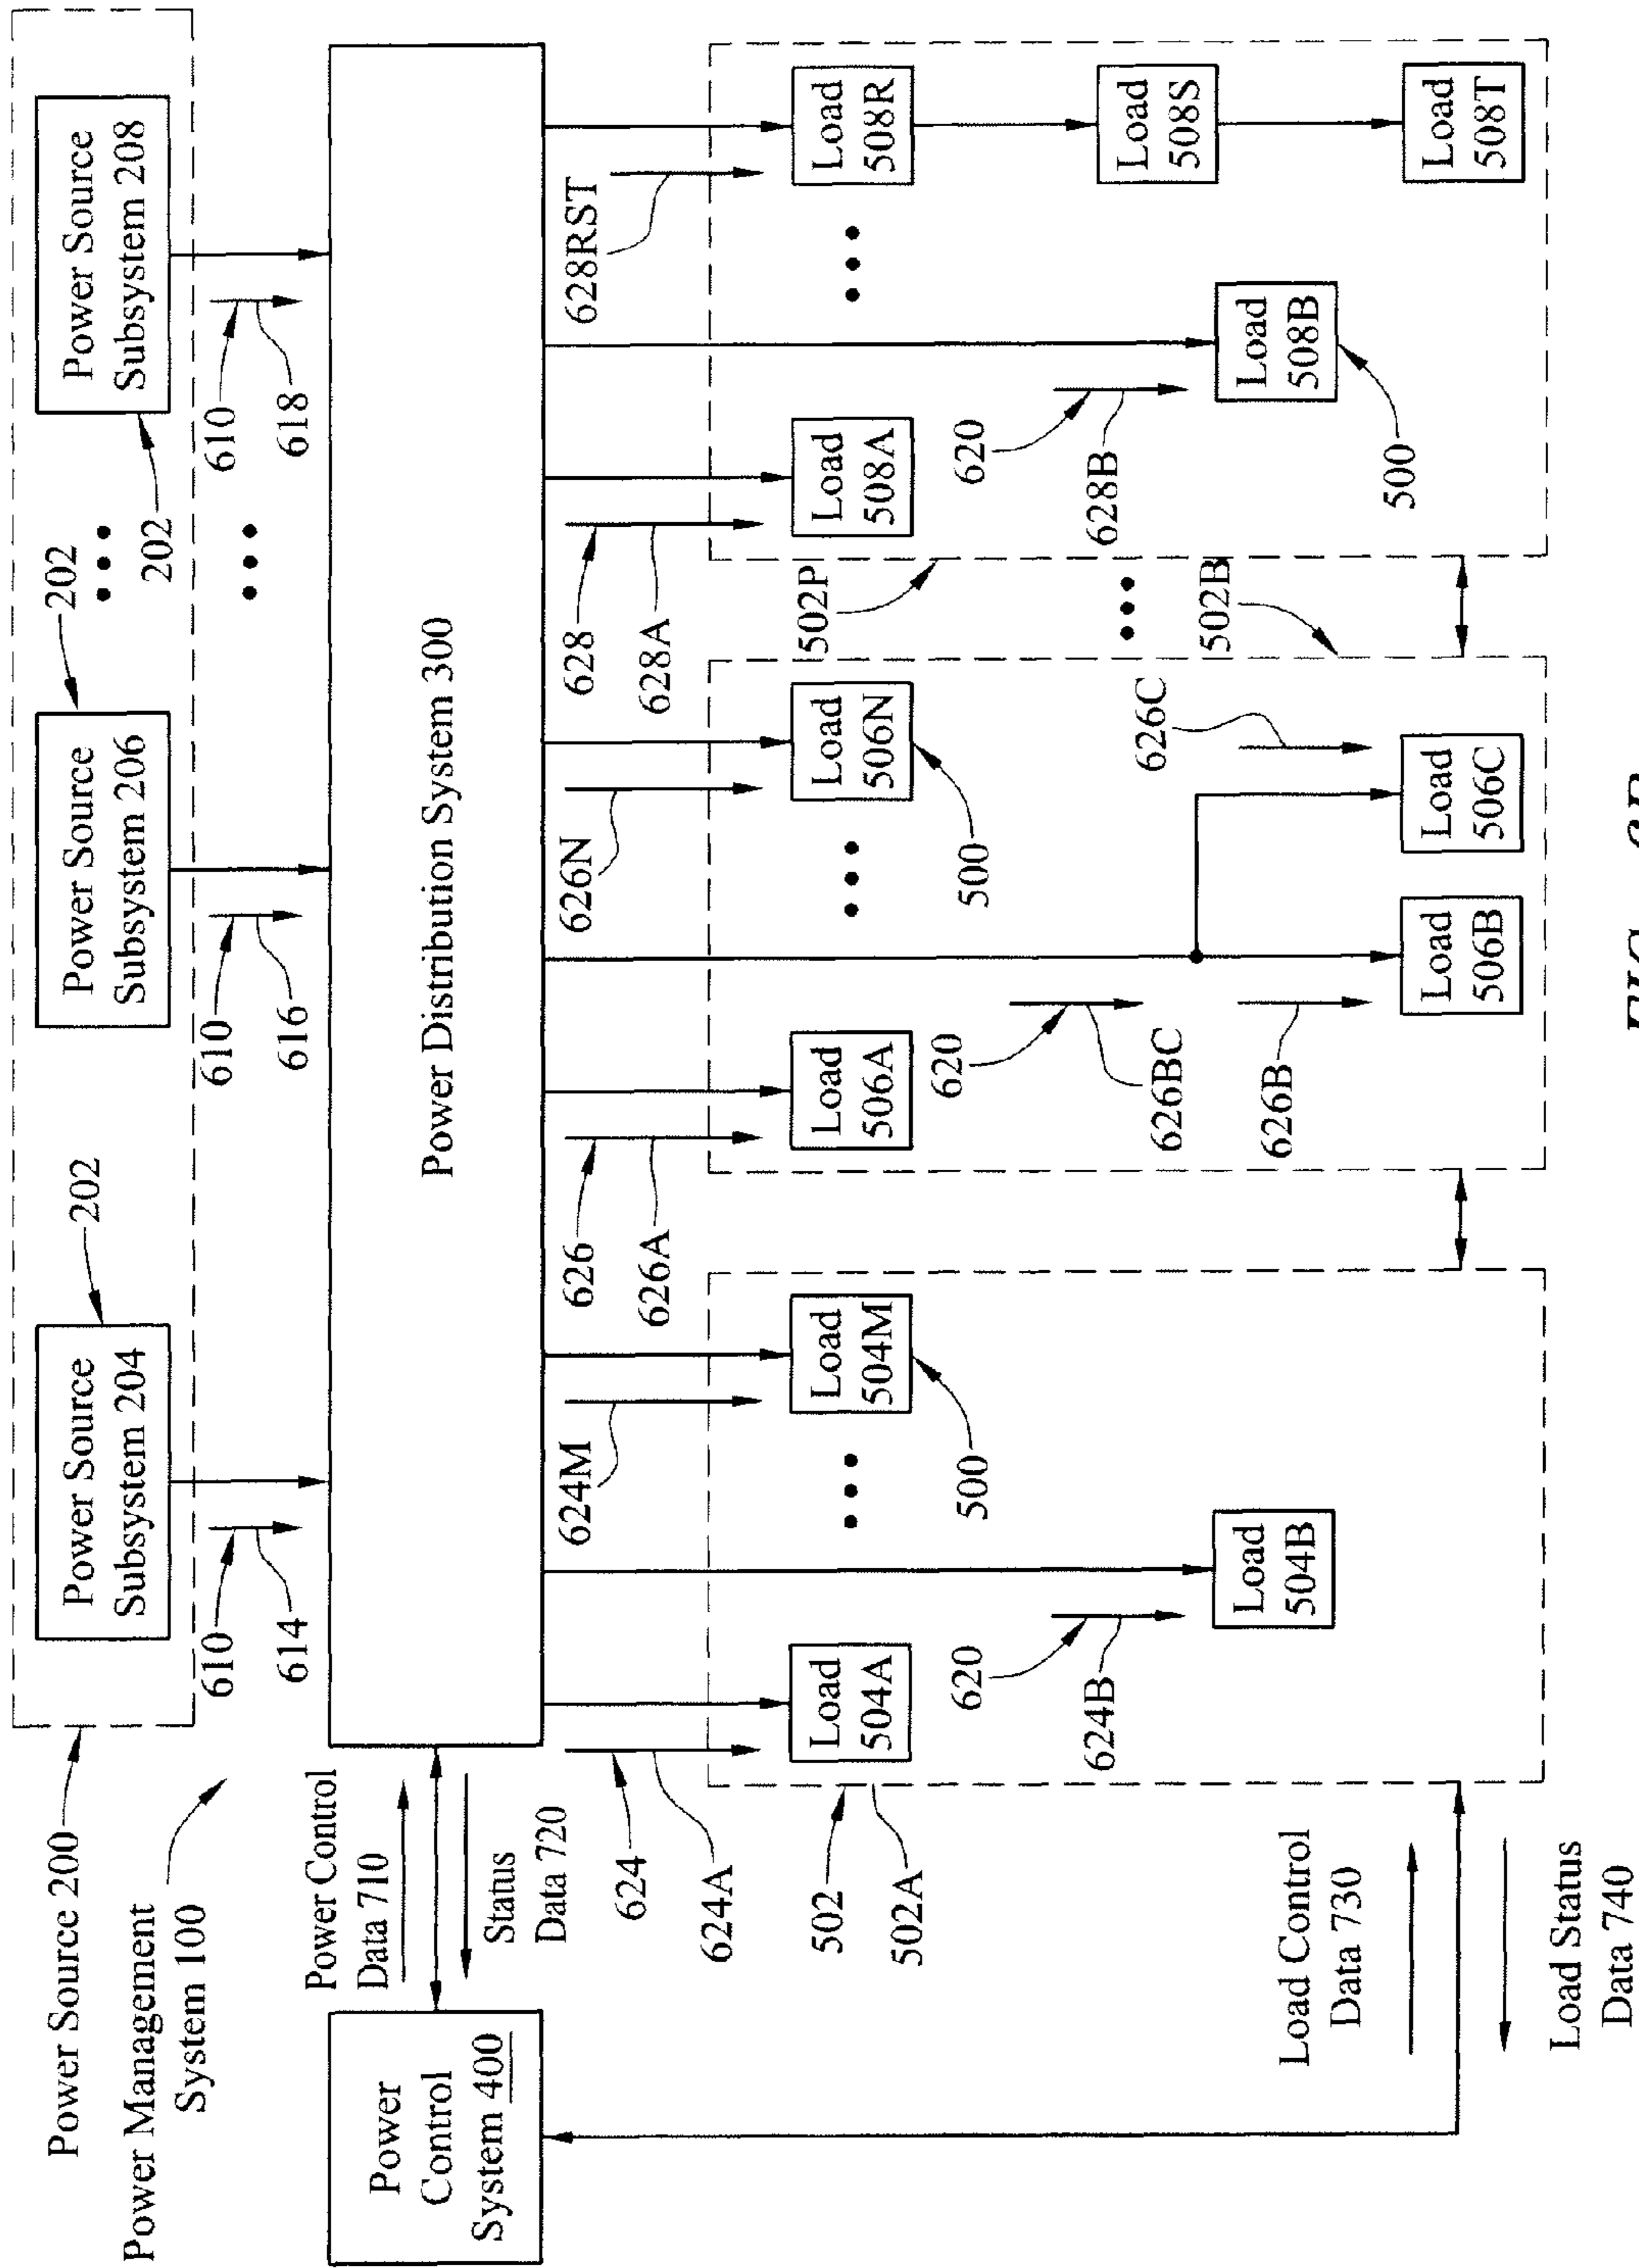 Power Source 200
Power Management
System 100
Power Source
Subsystem 204
202
Power Source
Subsystem 206
202
•••
202
Power Source
Subsystem 208
610
614
610
616
•••
610
618
Power
Control
System 400
Power Control
Data 710
Status
Data 720
Power Distribution System 300
624
624A
624M
626
626A
626N
628
628A
628RST
502
502A
Load
504A
•••
Load
504M
500
620
624B
Load
504B
Load
506A
•••
Load
506N
500
620
626BC
626B
626C
Load
506B
Load
506C
502P
•••
502B
Load
508A
•••
Load
508R
620
628B
Load
508B
500
Load
508S
Load
508T
Load Control
Data 730
Load Status
Data 740
FIG.